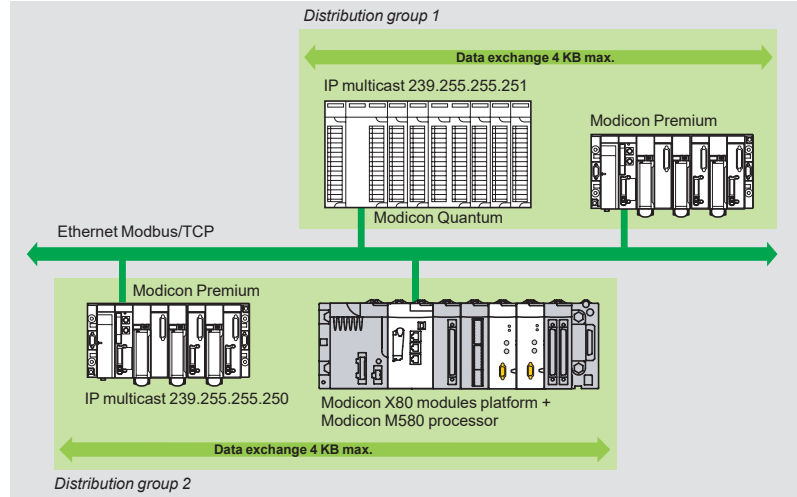 Distribution group 1
Data exchange 4 KB max.
IP multicast 239.255.255.251
Modicon Premium
Modicon Quantum
Ethernet Modbus/TCP
Modicon Premium
IP multicast 239.255.255.250
Modicon X80 modules platform +
Modicon M580 processor
Data exchange 4 KB max.
Distribution group 2